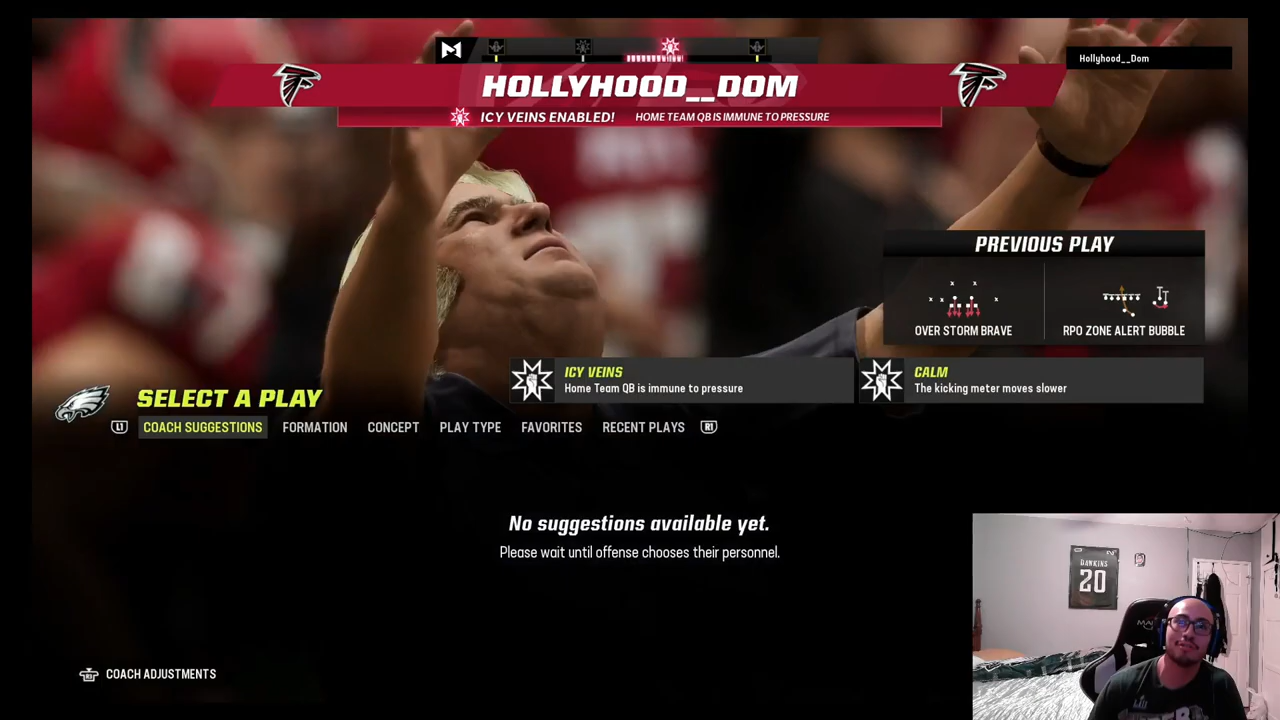 Hollyhood__Dom
HOLLYHOOD__DOM
ICY VEINS ENABLED! HOME TEAM QB IS IMMUNE TO PRESSURE
PREVIOUS PLAY
OVER STORM BRAVE
RPO ZONE ALERT BUBBLE
ICY VEINS
Home Team QB is immune to pressure
CALM
The kicking meter moves slower
SELECT A PLAY
L1 COACH SUGGESTIONS FORMATION CONCEPT PLAY TYPE FAVORITES RECENT PLAYS R1
No suggestions available yet.
Please wait until offense chooses their personnel.
COACH ADJUSTMENTS
DAWKINS
20